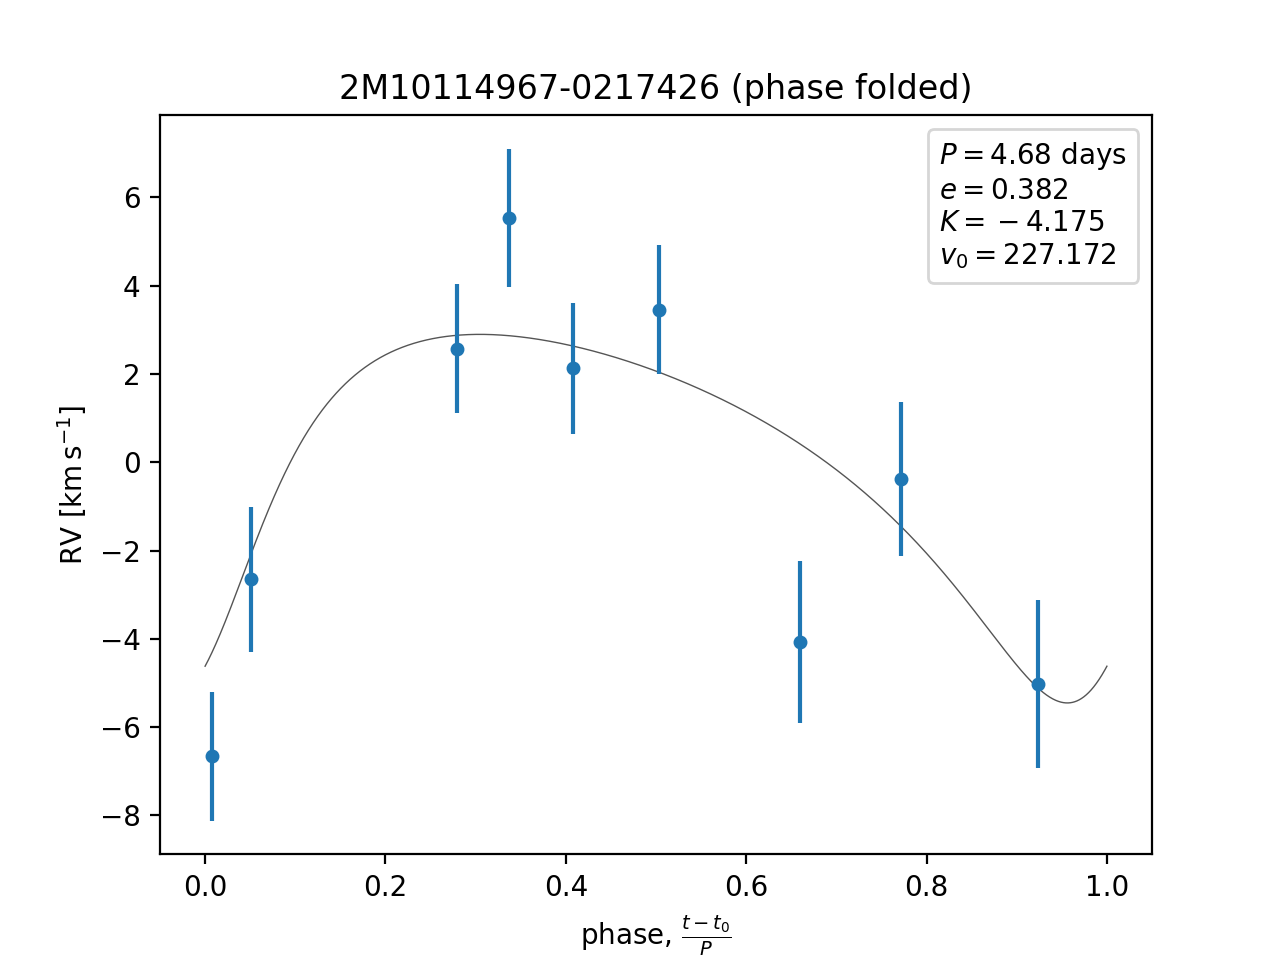 2M10114967-0217426 (phase folded)
P = 4.68 days
e = 0.382
K = −4.175
v₀ = 227.172
RV [km s⁻¹]
6
4
2
0
−2
−4
−6
−8
0.0 0.2 0.4 0.6 0.8 1.0
phase, (t − t₀)/P